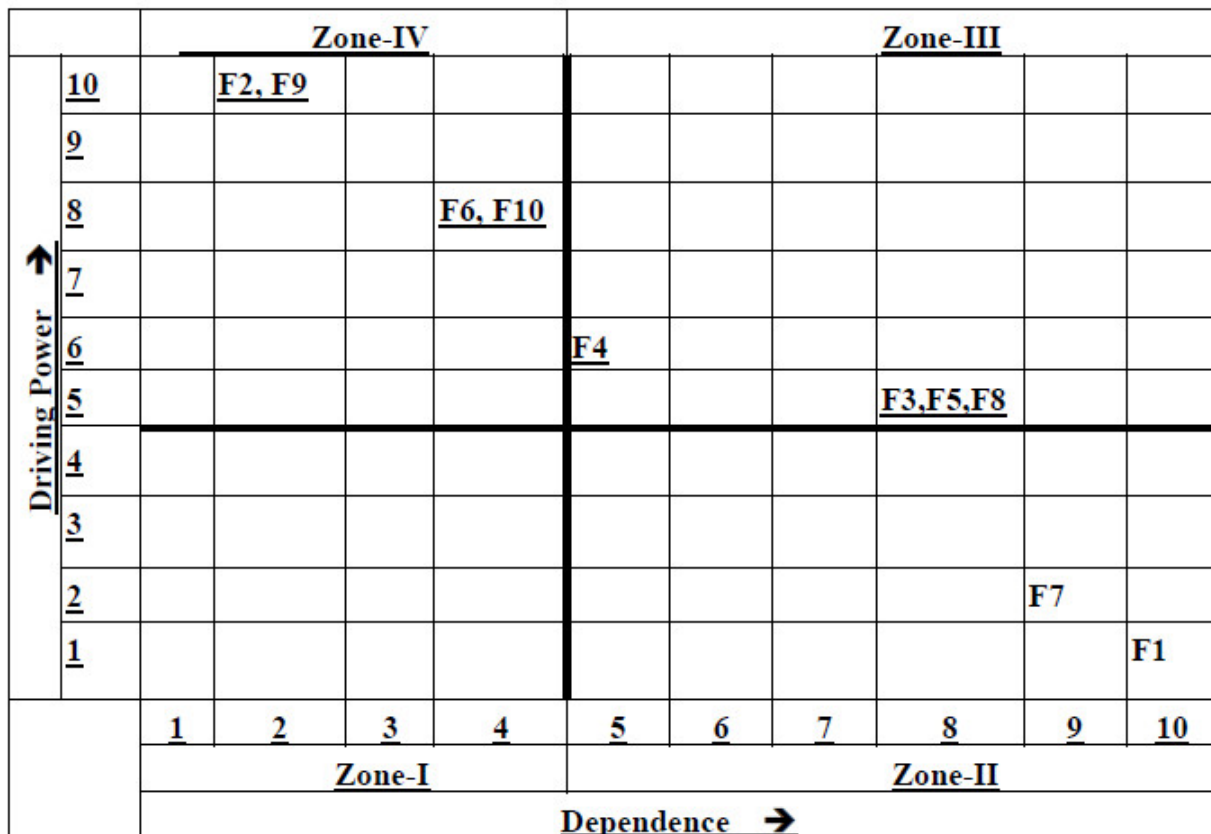 Zone-IV Zone-III
10 F2, F9
9
8 F6, F10
7
6 F4
5 F3,F5,F8
4
3
2 F7
1 F1
Driving Power ➔
1 2 3 4 5 6 7 8 9 10
Zone-I Zone-II
Dependence ➔